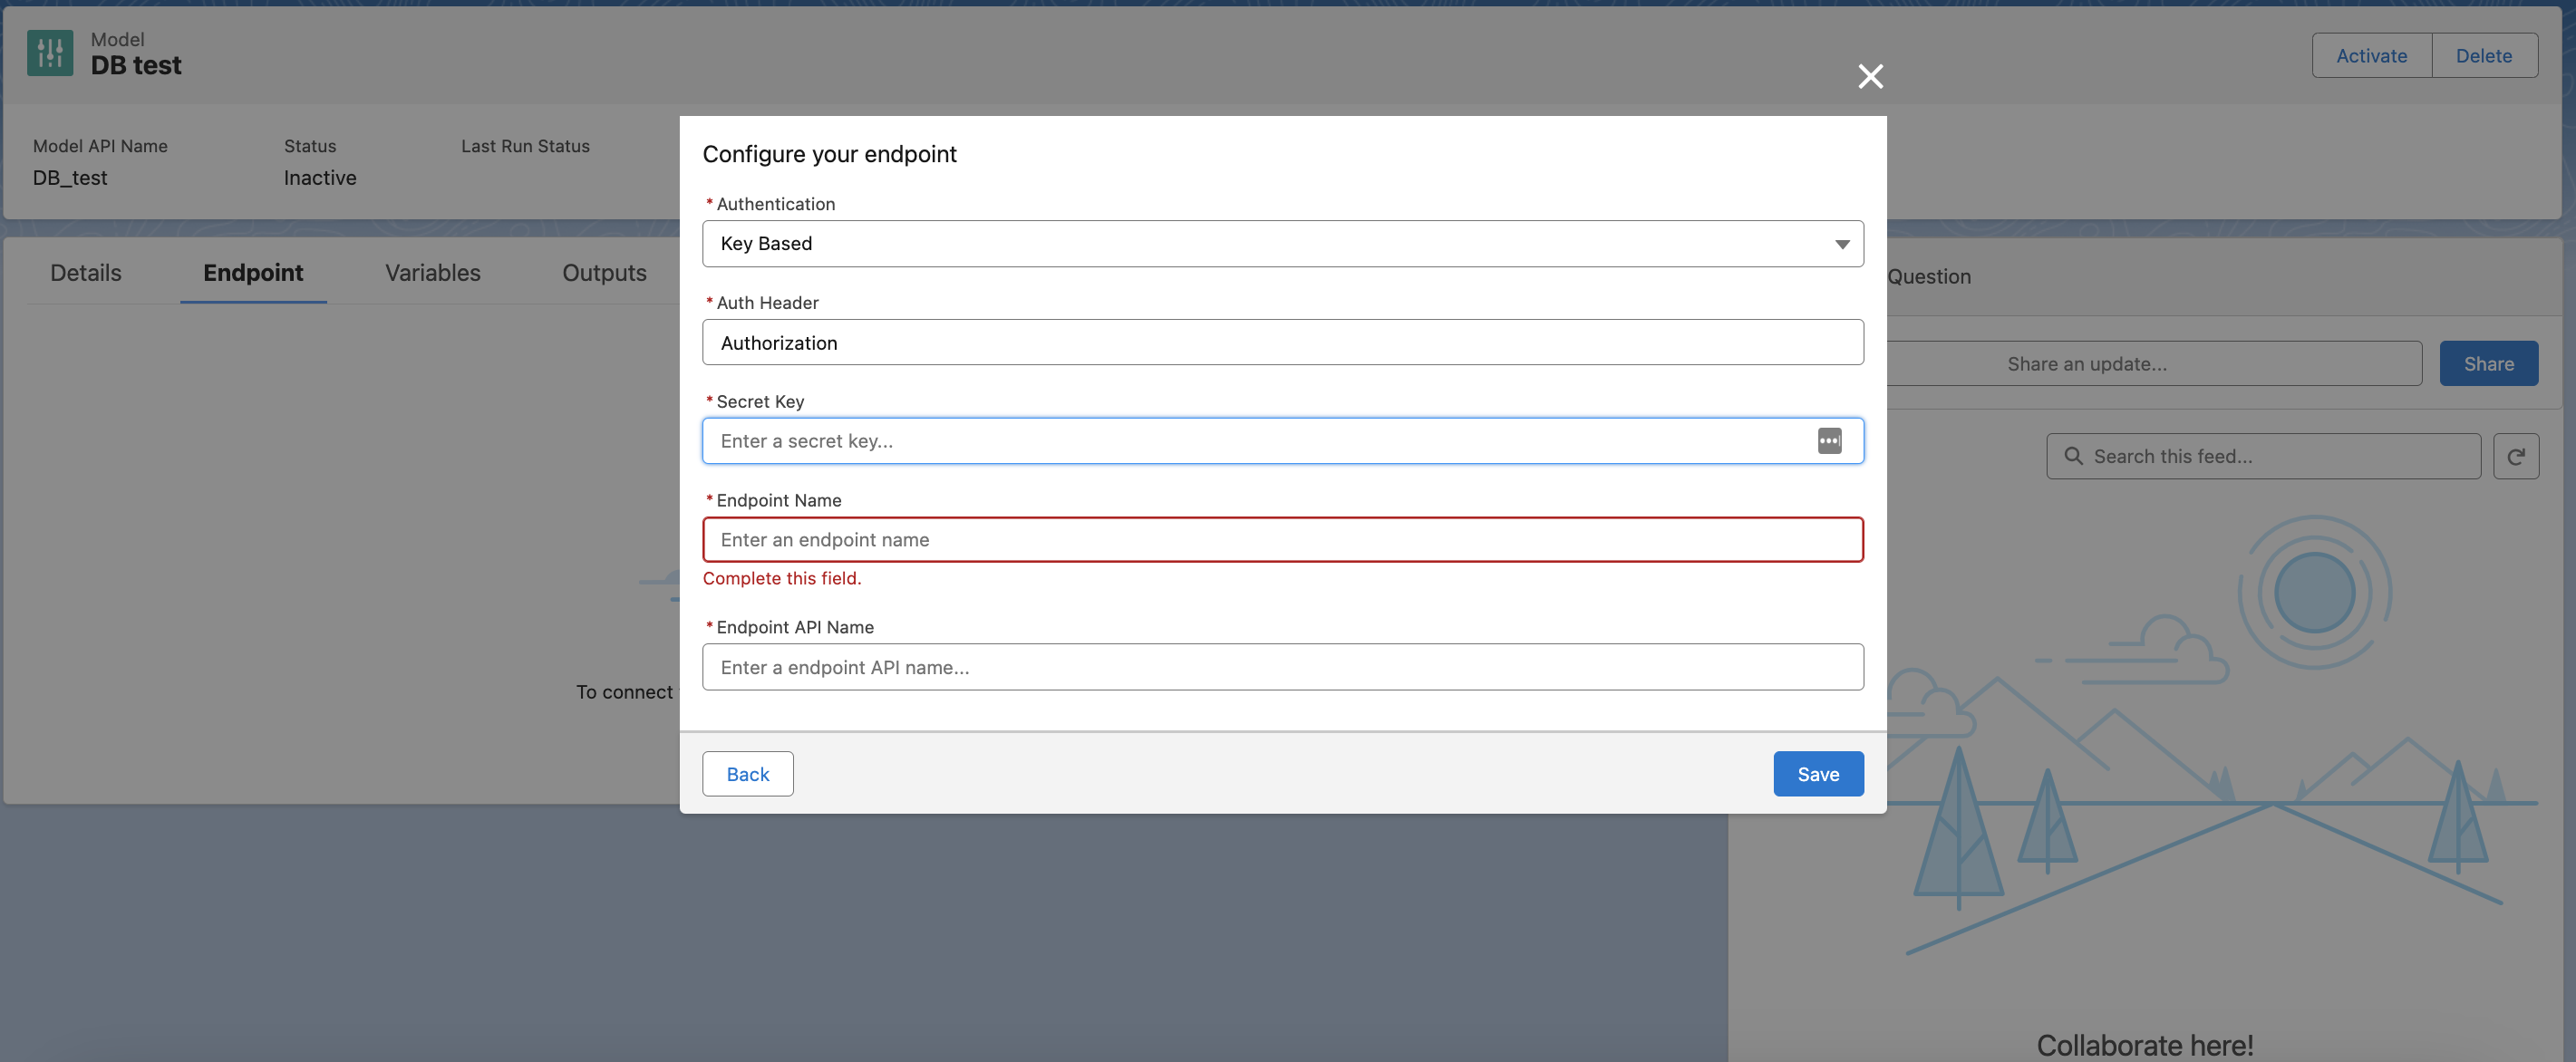 Model
DB test
Activate
Delete
Model API Name
Status
Last Run Status
DB_test
Inactive
Details
Endpoint
Variables
Outputs
To connect
Configure your endpoint
* Authentication
Key Based
* Auth Header
Authorization
* Secret Key
Enter a secret key...
* Endpoint Name
Enter an endpoint name
Complete this field.
* Endpoint API Name
Enter a endpoint API name...
Back
Save
Question
Share an update...
Share
Search this feed...
Collaborate here!